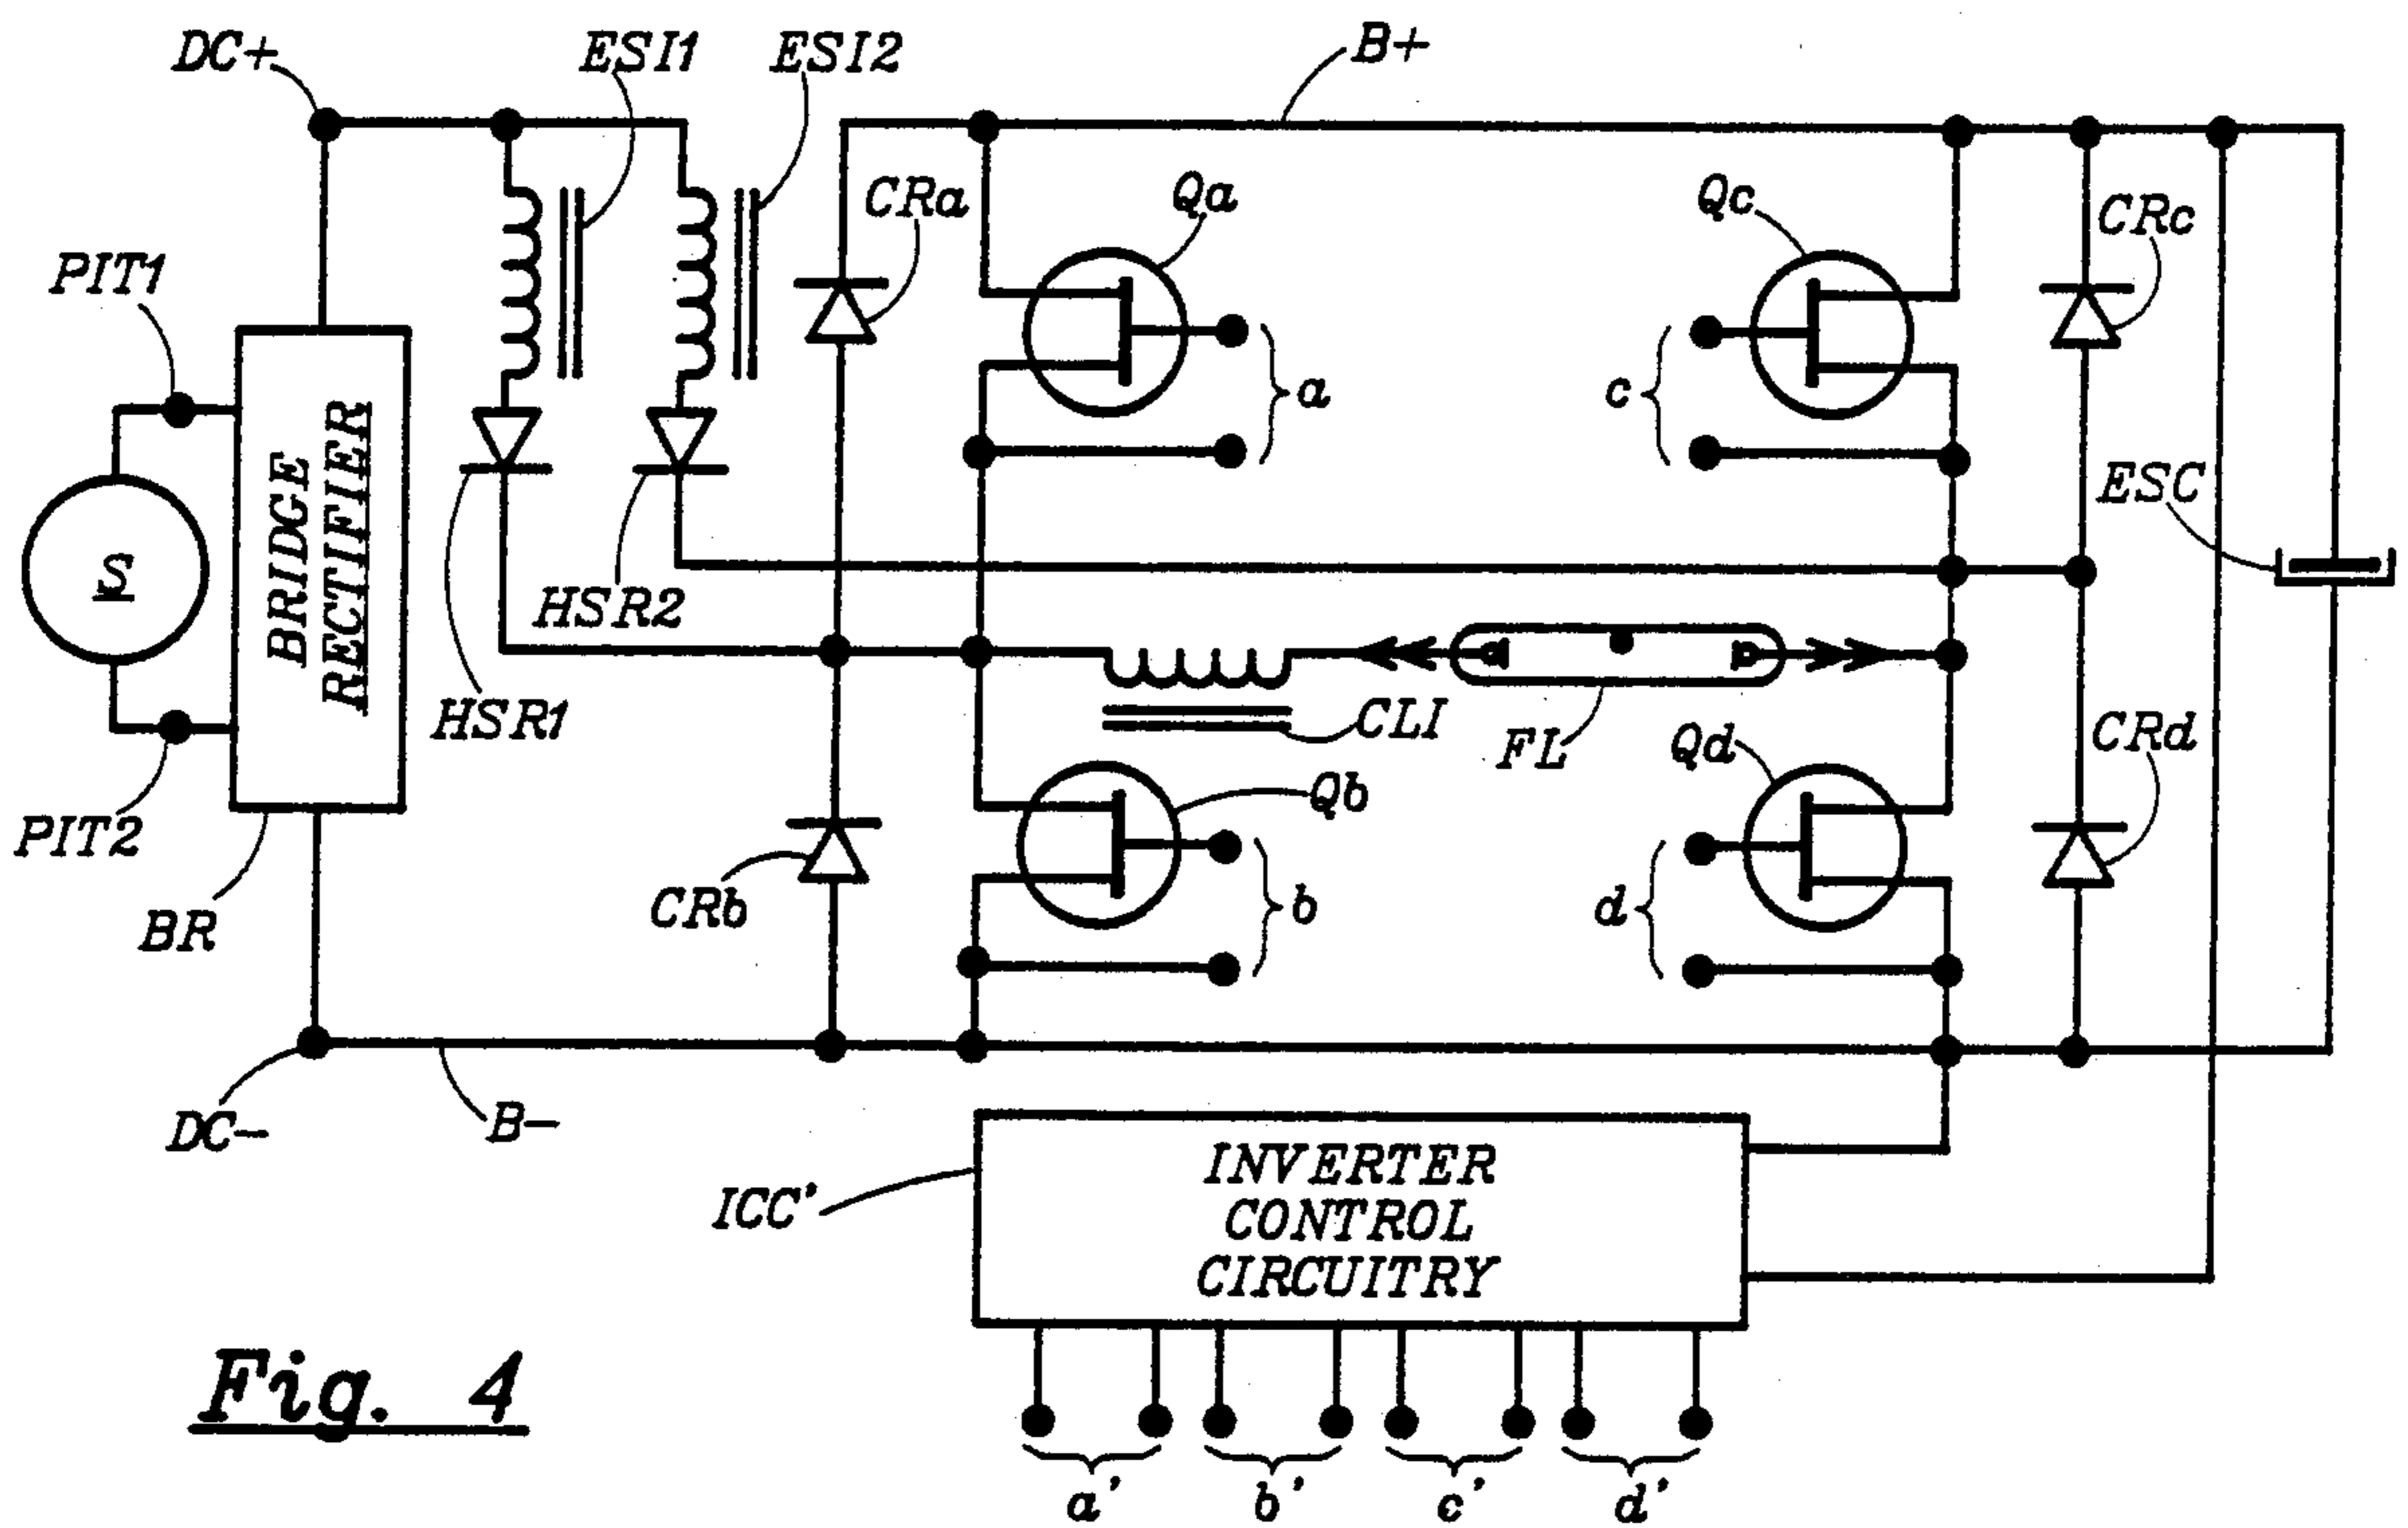 DC+
ESI1
ESI2
B+
CRa
Qa
Qc
CRc
PIT1
a
c
BRIDGE
RECTIFIER
S
ESC
HSR2
HSR1
CLI
FL
Qd
CRd
Qb
PIT2
CRb
b
d
BR
DC-
B-
ICC'
INVERTER
CONTROL
CIRCUITRY
Fig. 4
a' b' c' d'